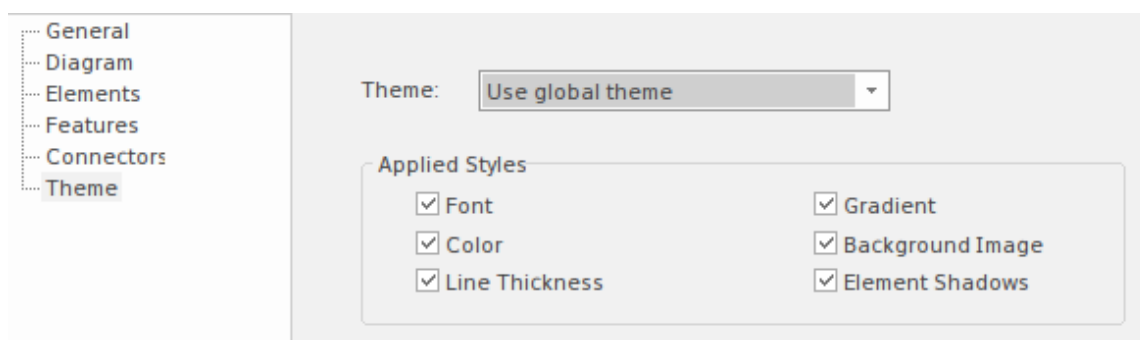 General
Diagram
Elements
Features
Connectors
Theme
Theme: Use global theme
Applied Styles
Font
Gradient
Color
Background Image
Line Thickness
Element Shadows